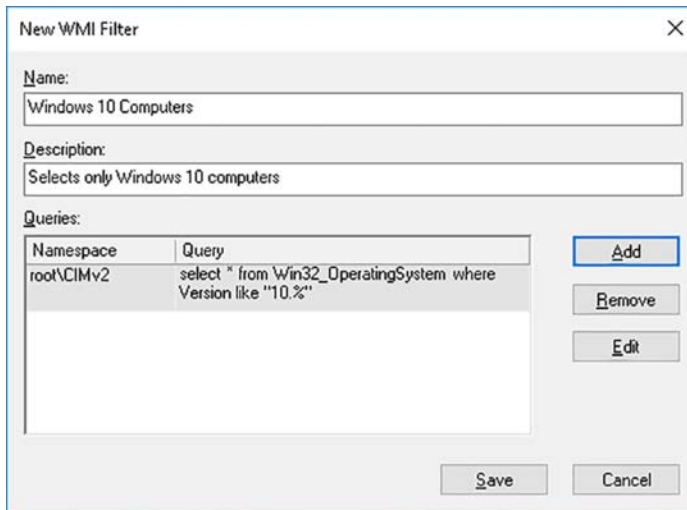 New WMI Filter
Name:
Windows 10 Computers
Description:
Selects only Windows 10 computers
Queries:
Namespace Query
root\CIMv2 select * from Win32_OperatingSystem where
Version like "10.%"
Add
Remove
Edit
Save Cancel